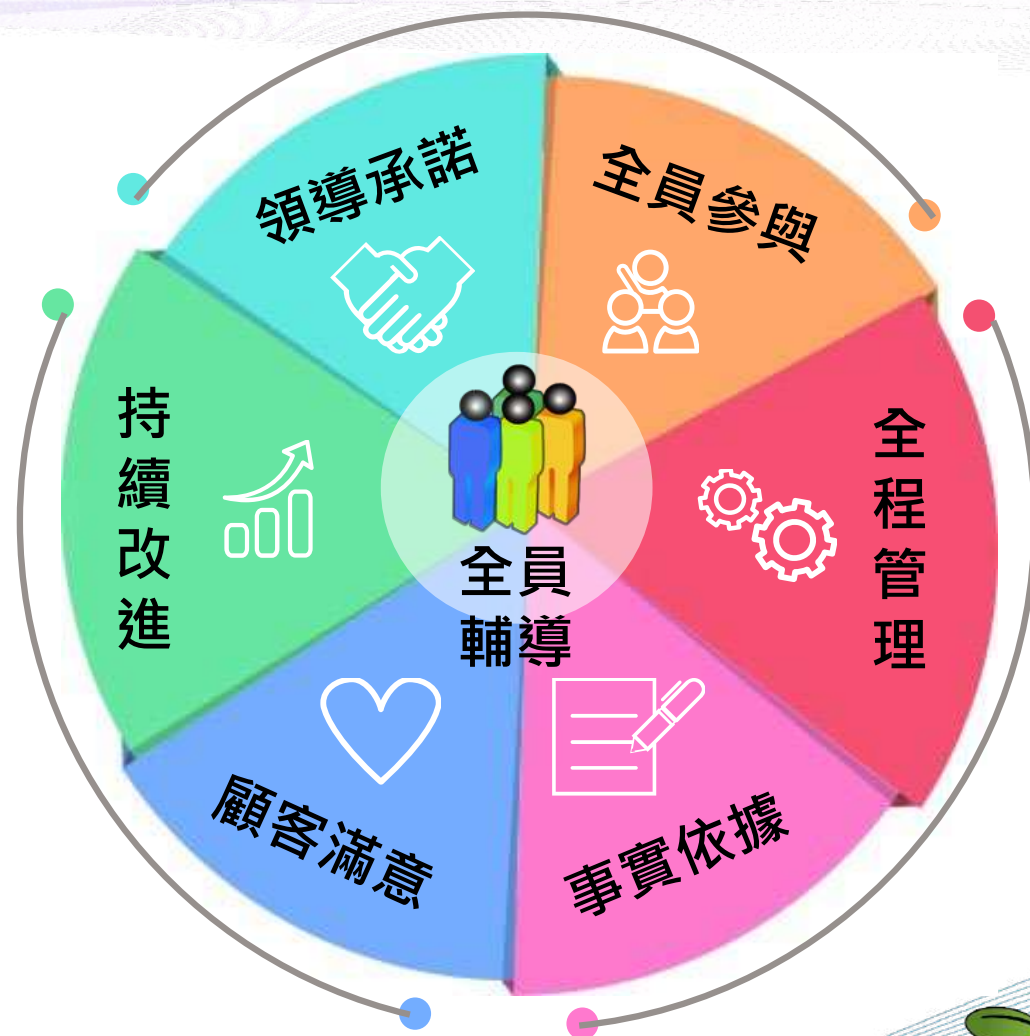 領導承諾
全員參與
全程管理
事實依據
顧客滿意
持續改進
全員
輔導